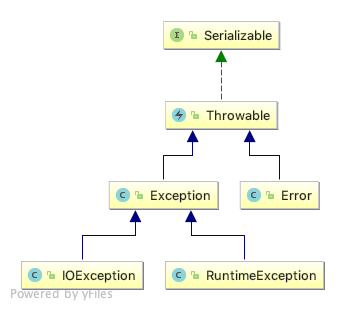 I Serializable
Throwable
C Exception
C Error
C IOException
C RuntimeException
Powered by yFiles